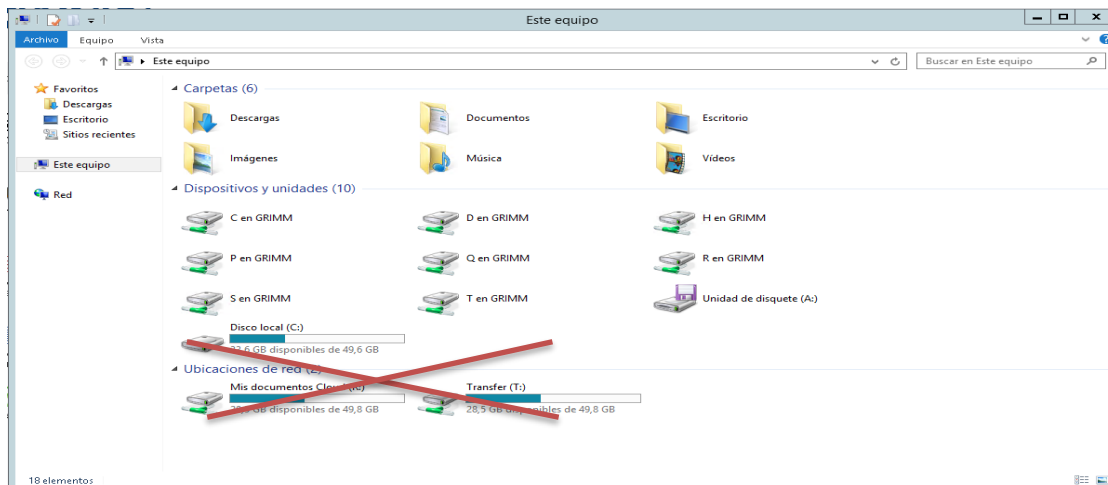 Este equipo
Archivo Equipo Vista
Este equipo
Buscar en Este equipo
Favoritos
Descargas
Escritorio
Sitios recientes
Este equipo
Red
Carpetas (6)
Descargas Documentos Escritorio
Imágenes Música Vídeos
Dispositivos y unidades (10)
C en GRIMM D en GRIMM H en GRIMM
P en GRIMM Q en GRIMM R en GRIMM
S en GRIMM T en GRIMM Unidad de disquete (A:)
Disco local (C:)
GB disponibles de 49,6 GB
Ubicaciones de red
Mis documentos Cloud Transfer (T:)
GB disponibles de 49,8 GB 28,5 GB disponibles de 49,8 GB
18 elementos